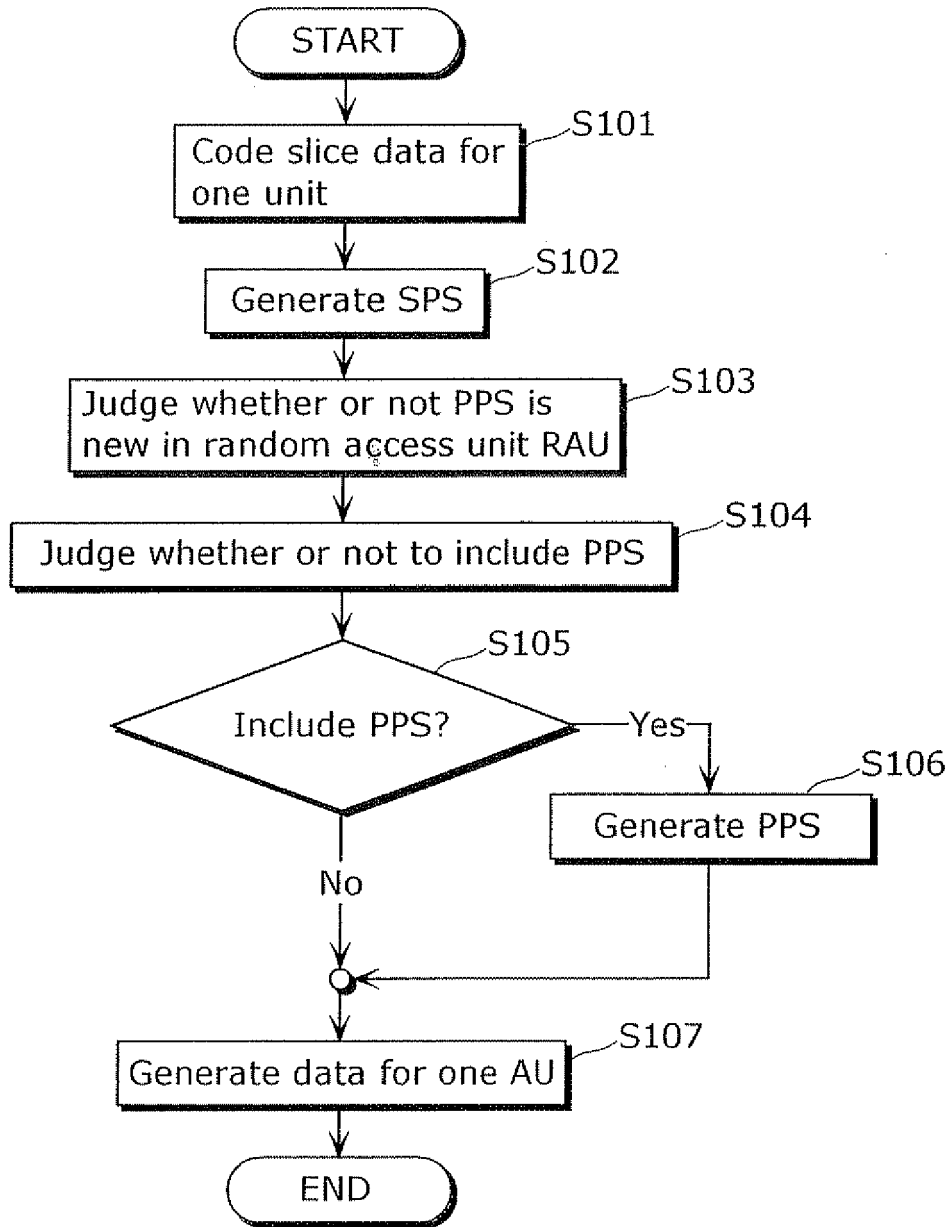 START
S101
Code slice data for
one unit
S102
Generate SPS
S103
Judge whether or not PPS is
new in random access unit RAU
S104
Judge whether or not to include PPS
S105
Include PPS?
Yes
S106
Generate PPS
No
S107
Generate data for one AU
END